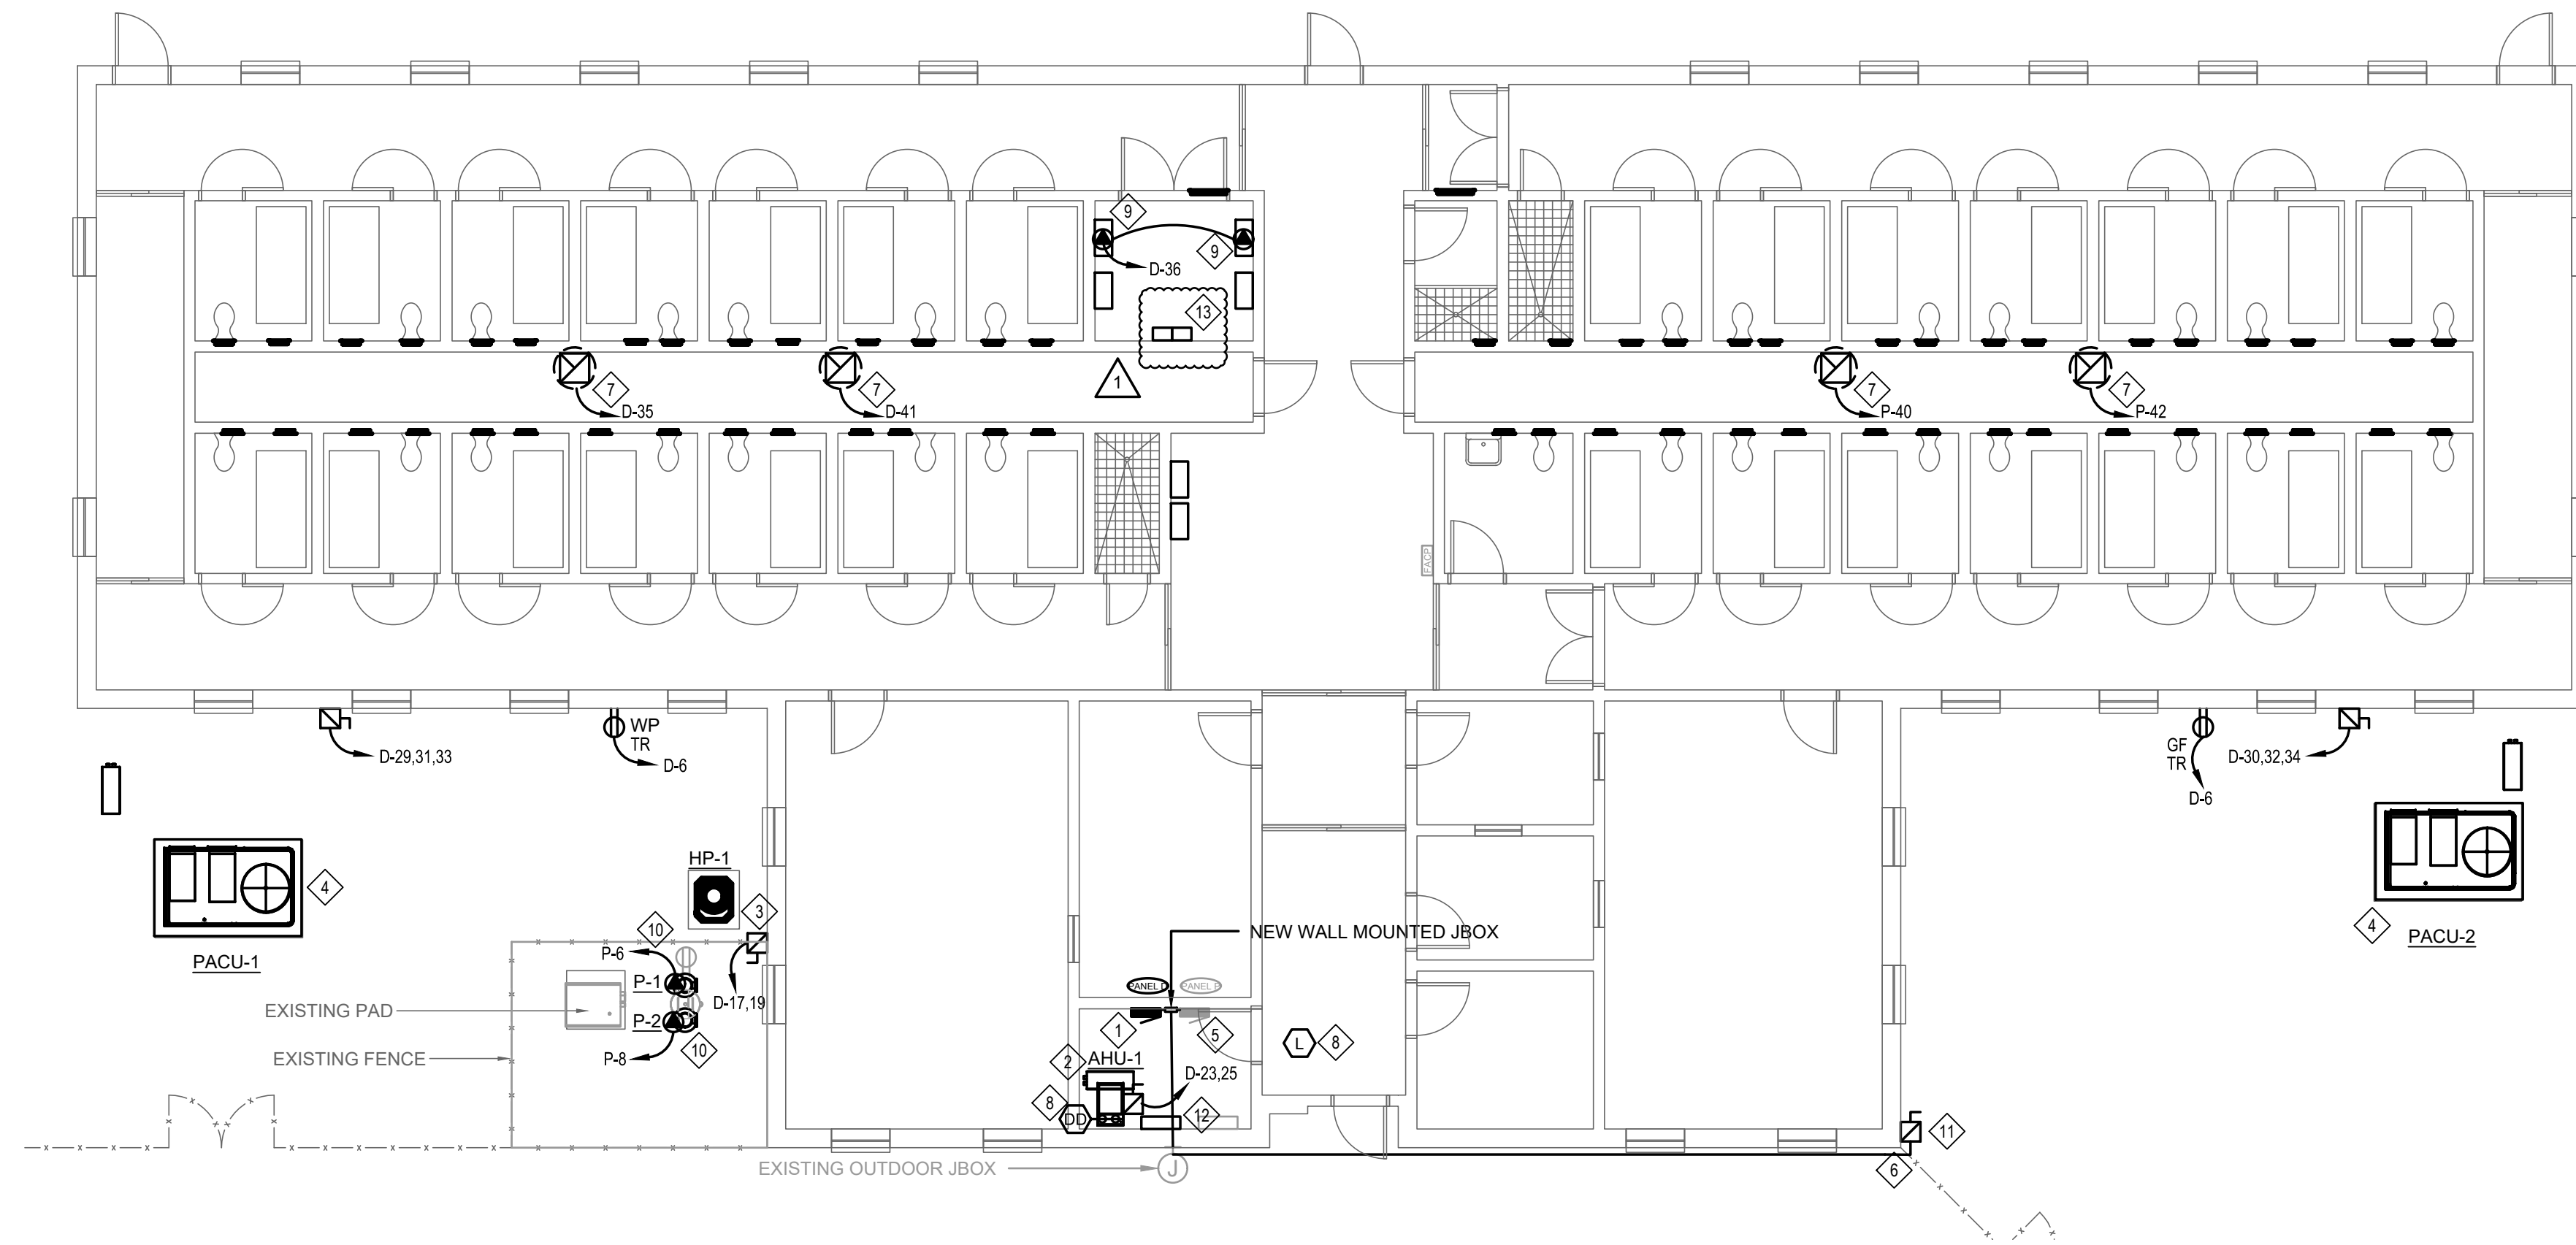 9
9
D-36
13
1
7
D-35
7
D-41
7
P-40
7
P-42
FACP
D-29,31,33
WP
TR
D-6
GF
TR
D-6
D-30,32,34
4
PACU-1
HP-1
3
10
P-6
P-1
D-17,19
P-2
P-8
10
EXISTING PAD
EXISTING FENCE
NEW WALL MOUNTED JBOX
PANEL D
PANEL P
1
5
2
AHU-1
D-23,25
8
DD
12
L
8
4
PACU-2
11
6
EXISTING OUTDOOR JBOX
J